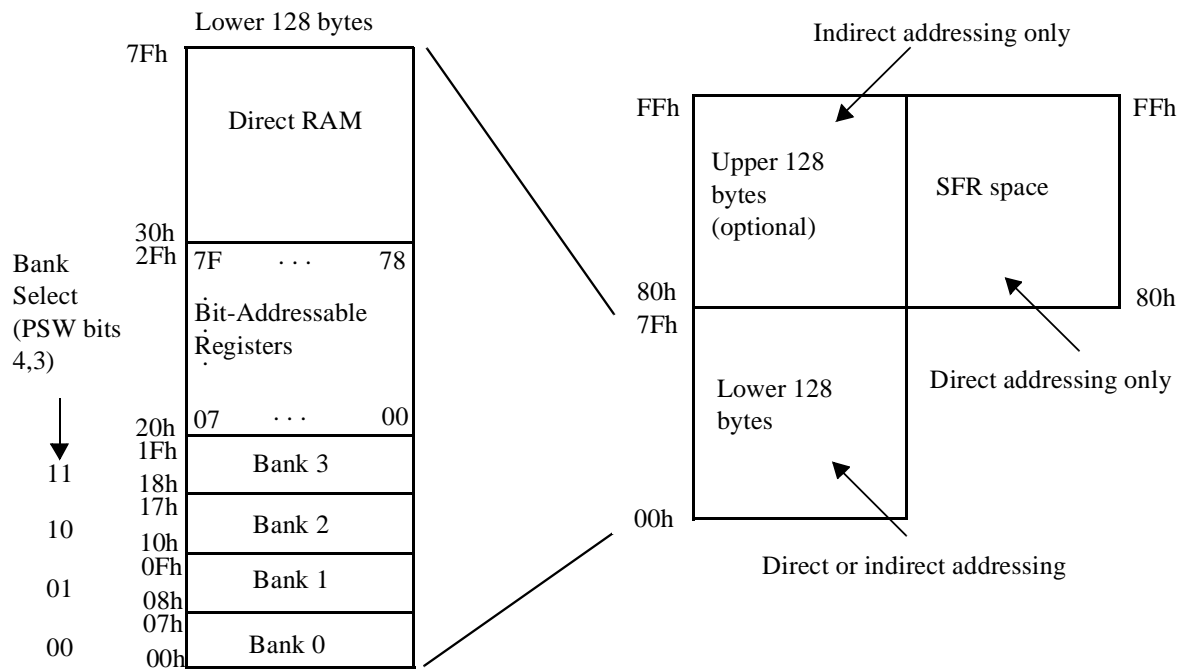 Lower 128 bytes
7Fh
Direct RAM
30h
2Fh
7F . . . 78
.
Bit-Addressable
.
Registers
.
07 . . . 00
20h
1Fh
Bank 3
18h
17h
Bank 2
10h
0Fh
Bank 1
08h
07h
Bank 0
00h
Bank
Select
(PSW bits
4,3)
11
10
01
00
Indirect addressing only
FFh
FFh
Upper 128
bytes
(optional)
SFR space
80h
80h
7Fh
Direct addressing only
Lower 128
bytes
00h
Direct or indirect addressing